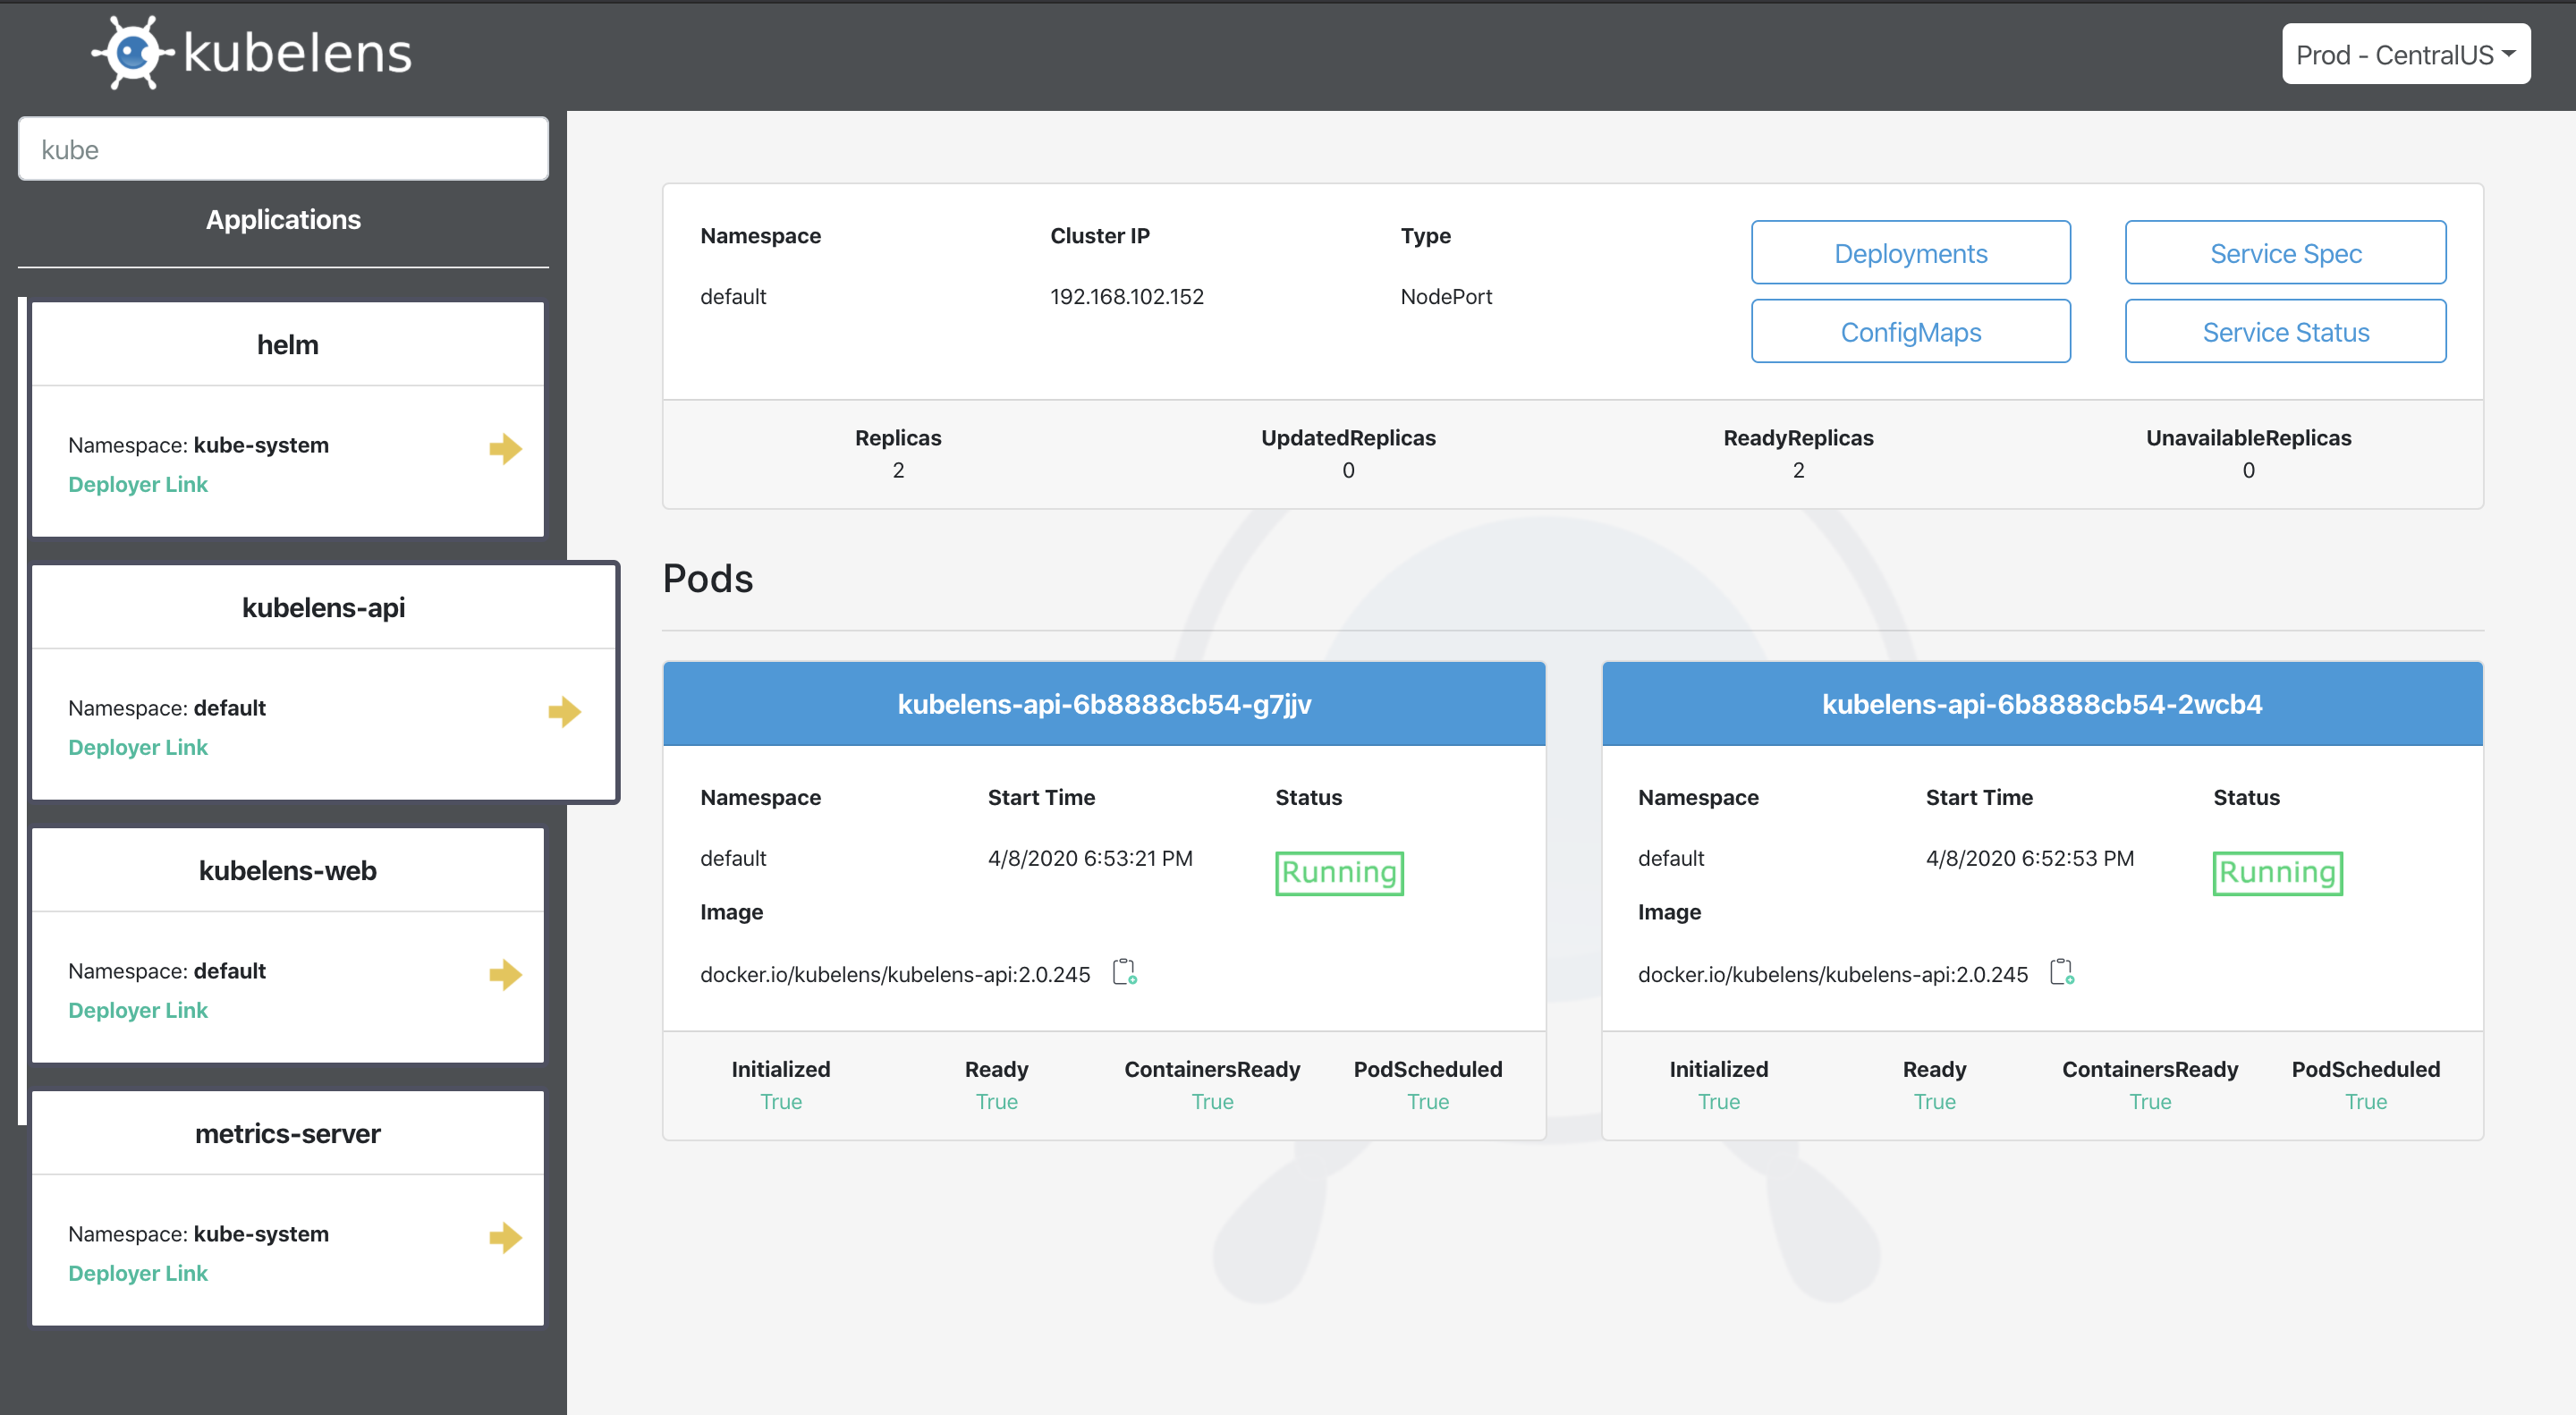 kubelens
Prod - CentralUS
kube
Applications
helm
Namespace: kube-system
Deployer Link
kubelens-api
Namespace: default
Deployer Link
kubelens-web
Namespace: default
Deployer Link
metrics-server
Namespace: kube-system
Deployer Link
Namespace Cluster IP Type
default 192.168.102.152 NodePort
Deployments Service Spec
ConfigMaps Service Status
Replicas UpdatedReplicas ReadyReplicas UnavailableReplicas
2 0 2 0
Pods
kubelens-api-6b8888cb54-g7jjv
Namespace Start Time Status
default 4/8/2020 6:53:21 PM Running
Image
docker.io/kubelens/kubelens-api:2.0.245
Initialized Ready ContainersReady PodScheduled
True True True True
kubelens-api-6b8888cb54-2wcb4
Namespace Start Time Status
default 4/8/2020 6:52:53 PM Running
Image
docker.io/kubelens/kubelens-api:2.0.245
Initialized Ready ContainersReady PodScheduled
True True True True